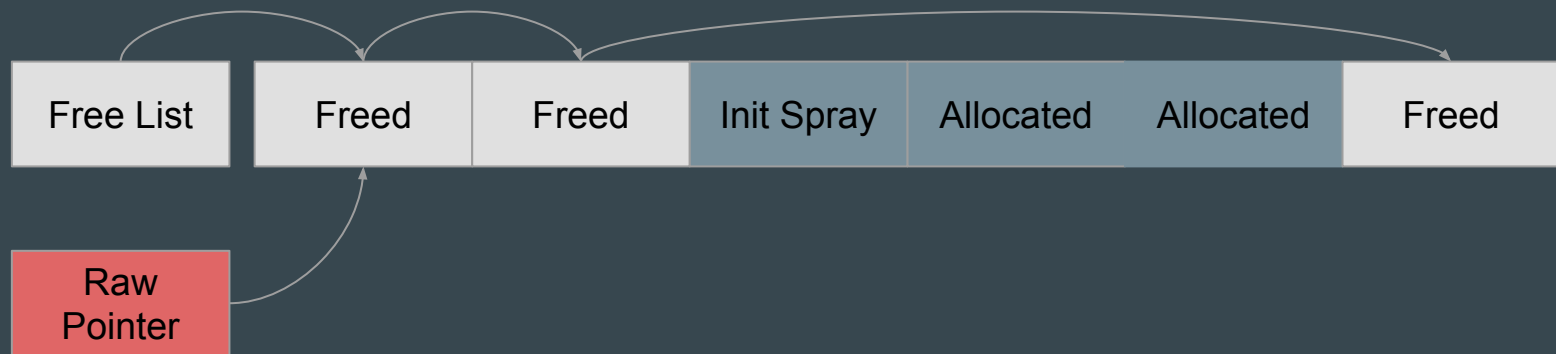 Free List
Freed
Freed
Init Spray
Allocated
Allocated
Freed
Raw
Pointer